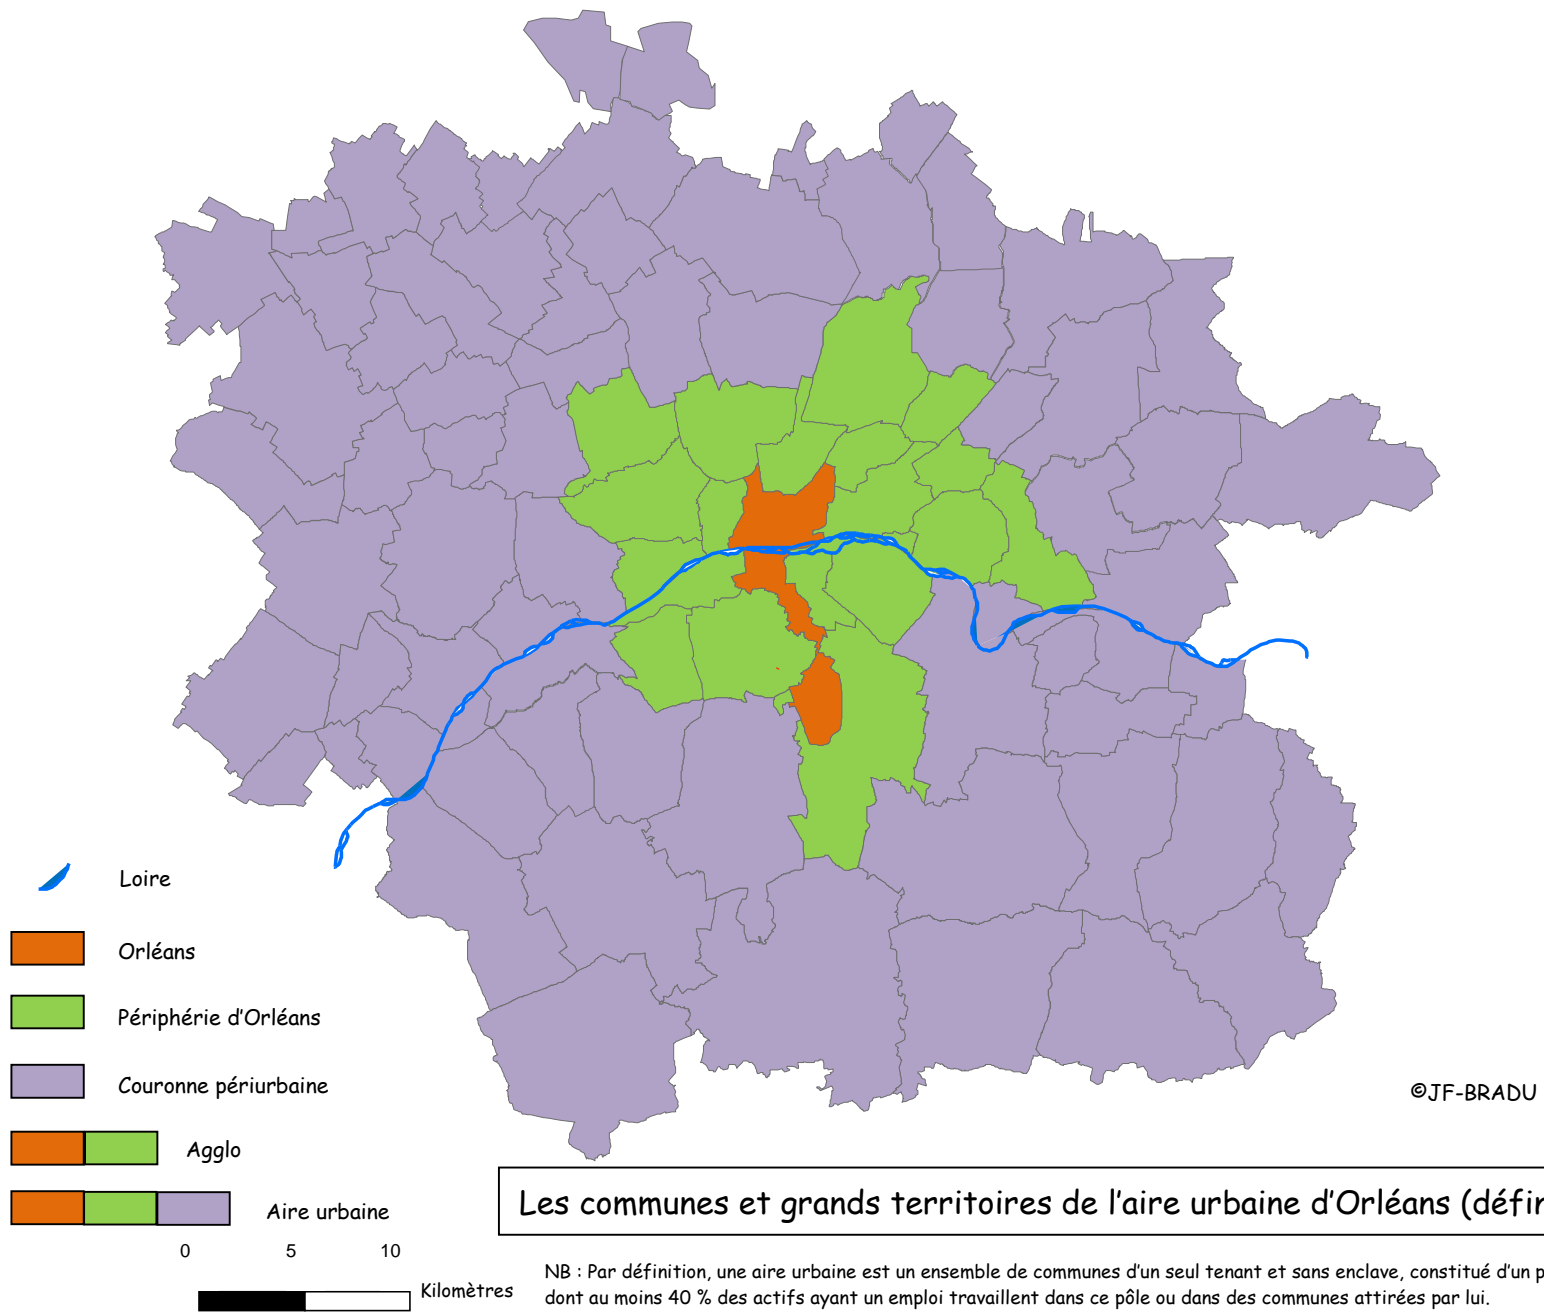 Loire
Orléans
Périphérie d'Orléans
Couronne périurbaine
©JF-BRADU
Agglo
Aire urbaine
Les communes et grands territoires de l'aire urbaine d'Orléans (défin
0 5 10
Kilomètres
NB : Par définition, une aire urbaine est un ensemble de communes d'un seul tenant et sans enclave, constitué d'un p
dont au moins 40 % des actifs ayant un emploi travaillent dans ce pôle ou dans des communes attirées par lui.